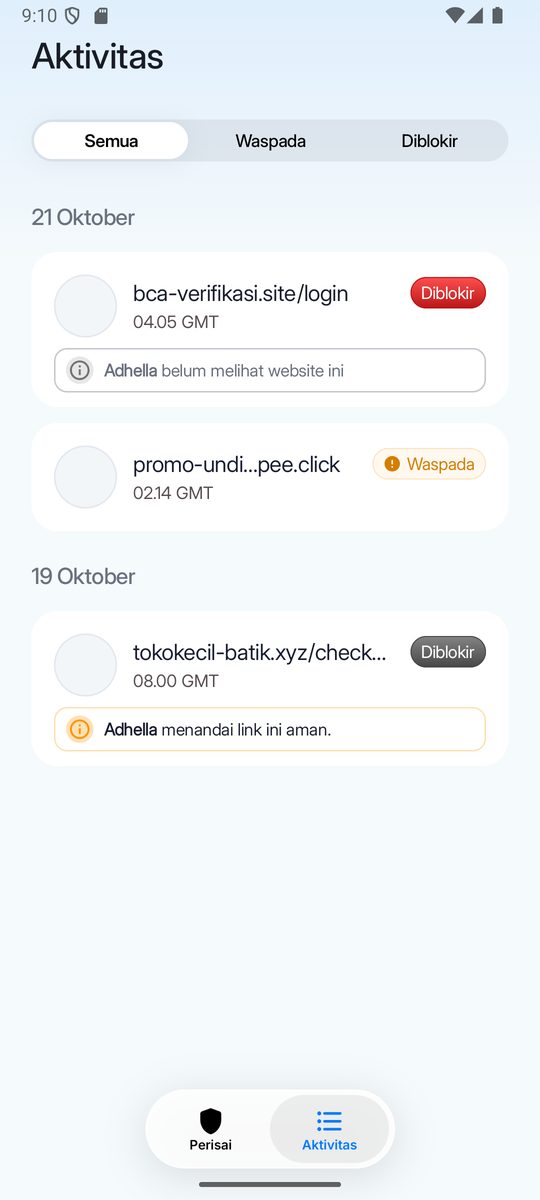 9:10
Aktivitas
Semua
Waspada
Diblokir
21 Oktober
bca-verifikasi.site/login
Diblokir
04.05 GMT
Adhella belum melihat website ini
promo-undi...pee.click
Waspada
02.14 GMT
19 Oktober
tokokecil-batik.xyz/check...
Diblokir
08.00 GMT
Adhella menandai link ini aman.
Perisai
Aktivitas